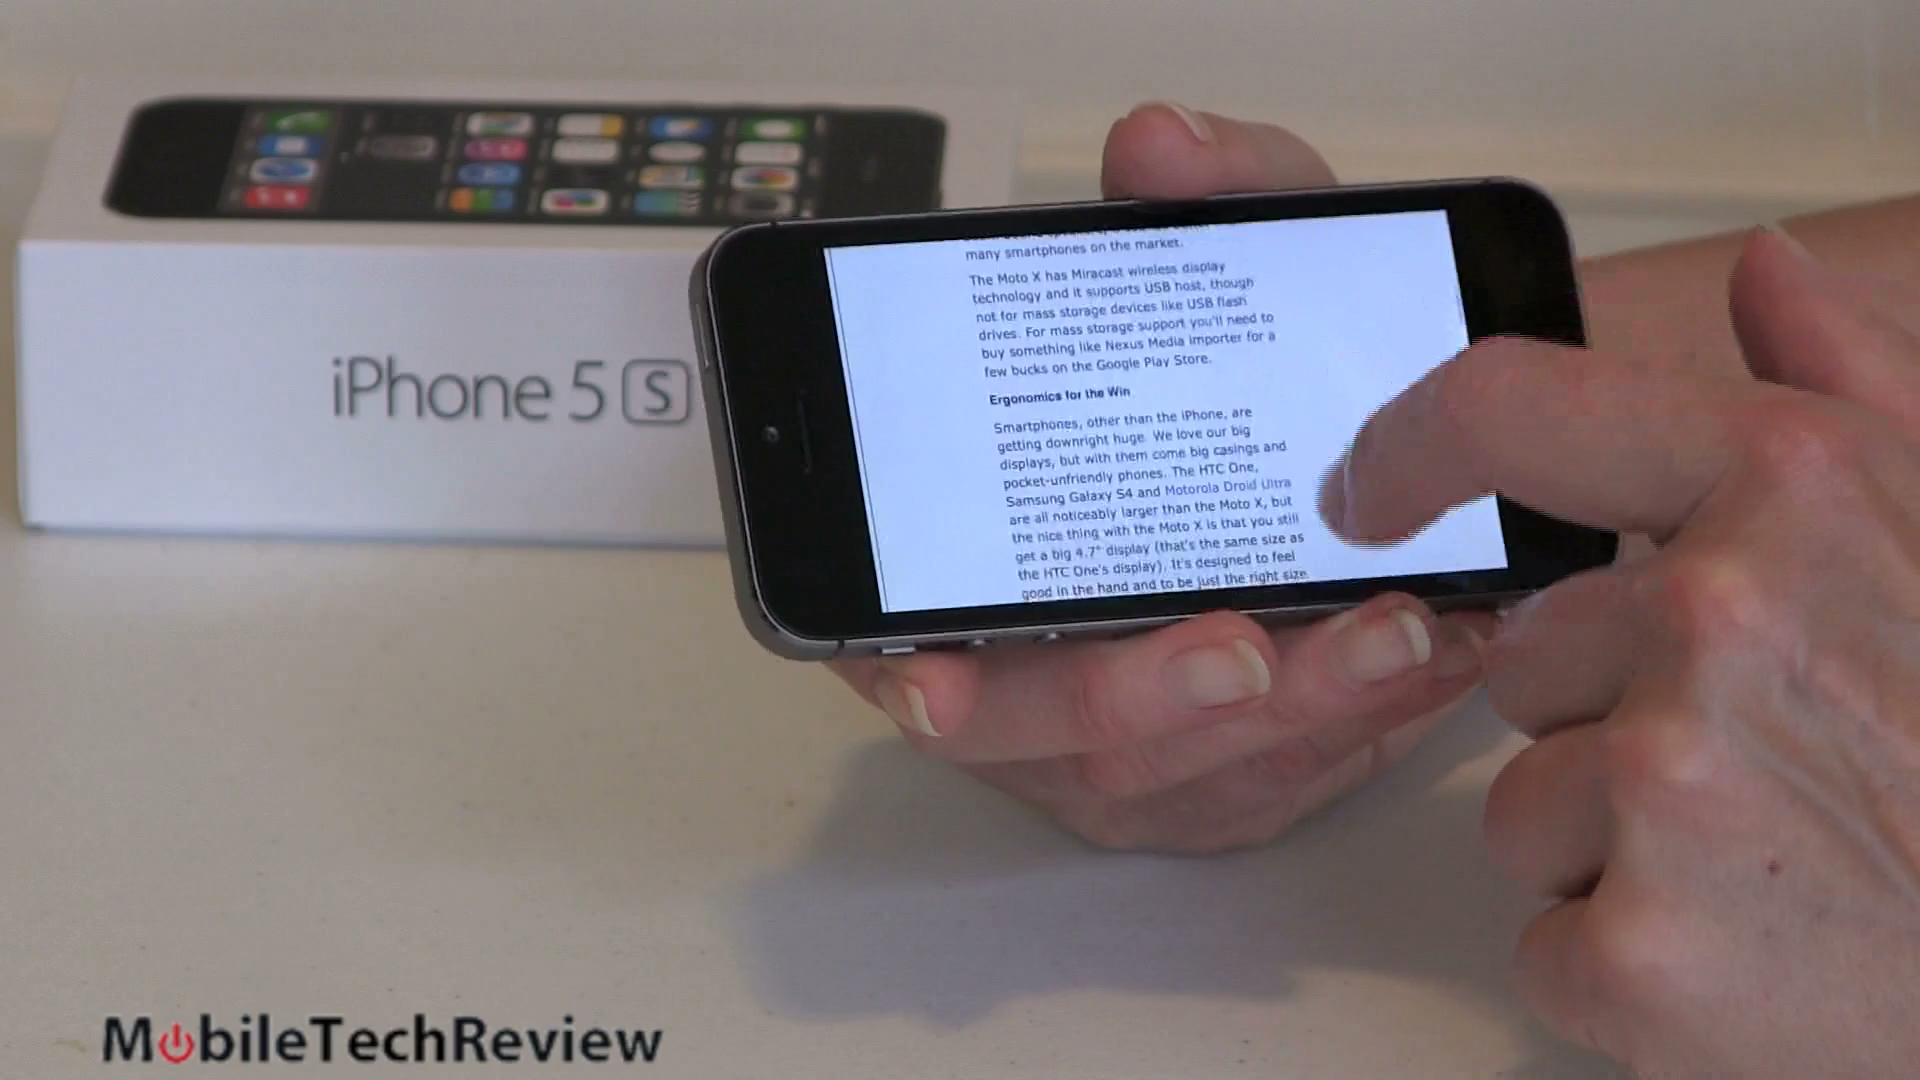 iPhone 5 S
many smartphones on the market.
The Moto X has Miracast wireless display
technology and it supports USB host, though
not for mass storage devices like USB flash
drives. For mass storage support you'll need to
buy something like Nexus Media Importer for a
few bucks on the Google Play Store.
Ergonomics for the Win
Smartphones, other than the iPhone, are
getting downright huge. We love our big
displays, but with them come big casings and
pocket-unfriendly phones. The HTC One,
Samsung Galaxy S4 and Motorola Droid Ultra
are all noticeably larger than the Moto X, but
the nice thing with the Moto X is that you still
get a big 4.7" display (that's the same size as
the HTC One's display). It's designed to feel
good in the hand and to be just the right size
MobileTechReview